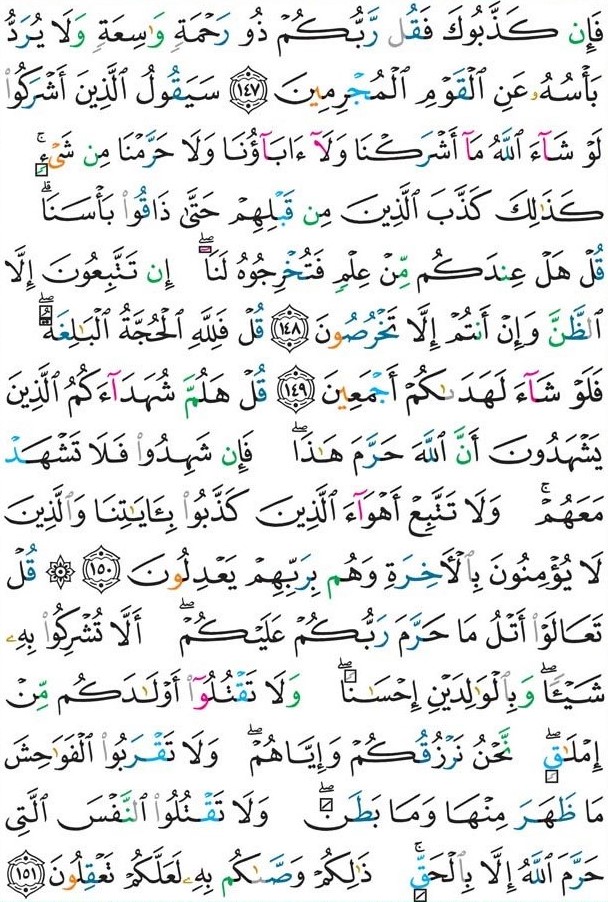 فَإِن كَذَّبُوكَ فَقُل رَّبُّكُمْ ذُو رَحْمَةٍ وَٰسِعَةٍ وَلَا يُرَدُّ
بَأْسُهُۥ عَنِ ٱلْقَوْمِ ٱلْمُجْرِمِينَ ١٤٧ سَيَقُولُ ٱلَّذِينَ أَشْرَكُوا۟
لَوْ شَآءَ ٱللَّهُ مَآ أَشْرَكْنَا وَلَآ ءَابَآؤُنَا وَلَا حَرَّمْنَا مِن شَىْءٍ ۚ
كَذَٰلِكَ كَذَّبَ ٱلَّذِينَ مِن قَبْلِهِمْ حَتَّىٰ ذَاقُوا۟ بَأْسَنَا ۗ
قُلْ هَلْ عِندَكُم مِّنْ عِلْمٍ فَتُخْرِجُوهُ لَنَآ ۖ إِن تَتَّبِعُونَ إِلَّا
ٱلظَّنَّ وَإِنْ أَنتُمْ إِلَّا تَخْرُصُونَ ١٤٨ قُلْ فَلِلَّهِ ٱلْحُجَّةُ ٱلْبَٰلِغَةُ ۖ
فَلَوْ شَآءَ لَهَدَىٰكُمْ أَجْمَعِينَ ١٤٩ قُلْ هَلُمَّ شُهَدَآءَكُمُ ٱلَّذِينَ
يَشْهَدُونَ أَنَّ ٱللَّهَ حَرَّمَ هَٰذَا ۖ فَإِن شَهِدُوا۟ فَلَا تَشْهَدْ
مَعَهُمْ ۚ وَلَا تَتَّبِعْ أَهْوَآءَ ٱلَّذِينَ كَذَّبُوا۟ بِـَٔايَٰتِنَا وَٱلَّذِينَ
لَا يُؤْمِنُونَ بِٱلْـَٔاخِرَةِ وَهُم بِرَبِّهِمْ يَعْدِلُونَ ١٥٠ ۞ قُلْ
تَعَالَوْا۟ أَتْلُ مَا حَرَّمَ رَبُّكُمْ عَلَيْكُمْ ۖ أَلَّا تُشْرِكُوا۟ بِهِۦ
شَيْـًٔا ۖ وَبِٱلْوَٰلِدَيْنِ إِحْسَٰنًا ۖ وَلَا تَقْتُلُوٓا۟ أَوْلَٰدَكُم مِّنْ
إِمْلَٰقٍ ۖ نَّحْنُ نَرْزُقُكُمْ وَإِيَّاهُمْ ۖ وَلَا تَقْرَبُوا۟ ٱلْفَوَٰحِشَ
مَا ظَهَرَ مِنْهَا وَمَا بَطَنَ ۖ وَلَا تَقْتُلُوا۟ ٱلنَّفْسَ ٱلَّتِى
حَرَّمَ ٱللَّهُ إِلَّا بِٱلْحَقِّ ۚ ذَٰلِكُمْ وَصَّىٰكُم بِهِۦ لَعَلَّكُمْ تَعْقِلُونَ ١٥١